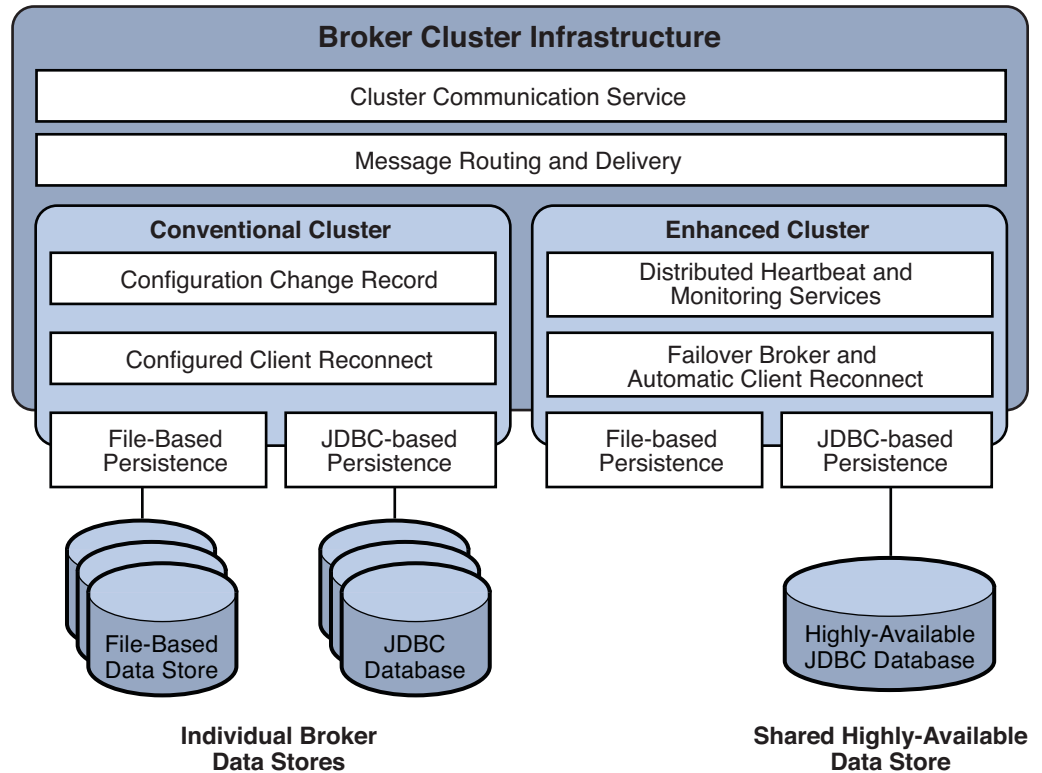 Broker Cluster Infrastructure
Cluster Communication Service
Message Routing and Delivery
Conventional Cluster
Configuration Change Record
Configured Client Reconnect
File-Based
Persistence
JDBC-based
Persistence
Enhanced Cluster
Distributed Heartbeat and
Monitoring Services
Failover Broker and
Automatic Client Reconnect
File-based
Persistence
JDBC-based
Persistence
File-Based
Data Store
JDBC
Database
Highly-Available
JDBC Database
Individual Broker
Data Stores
Shared Highly-Available
Data Store